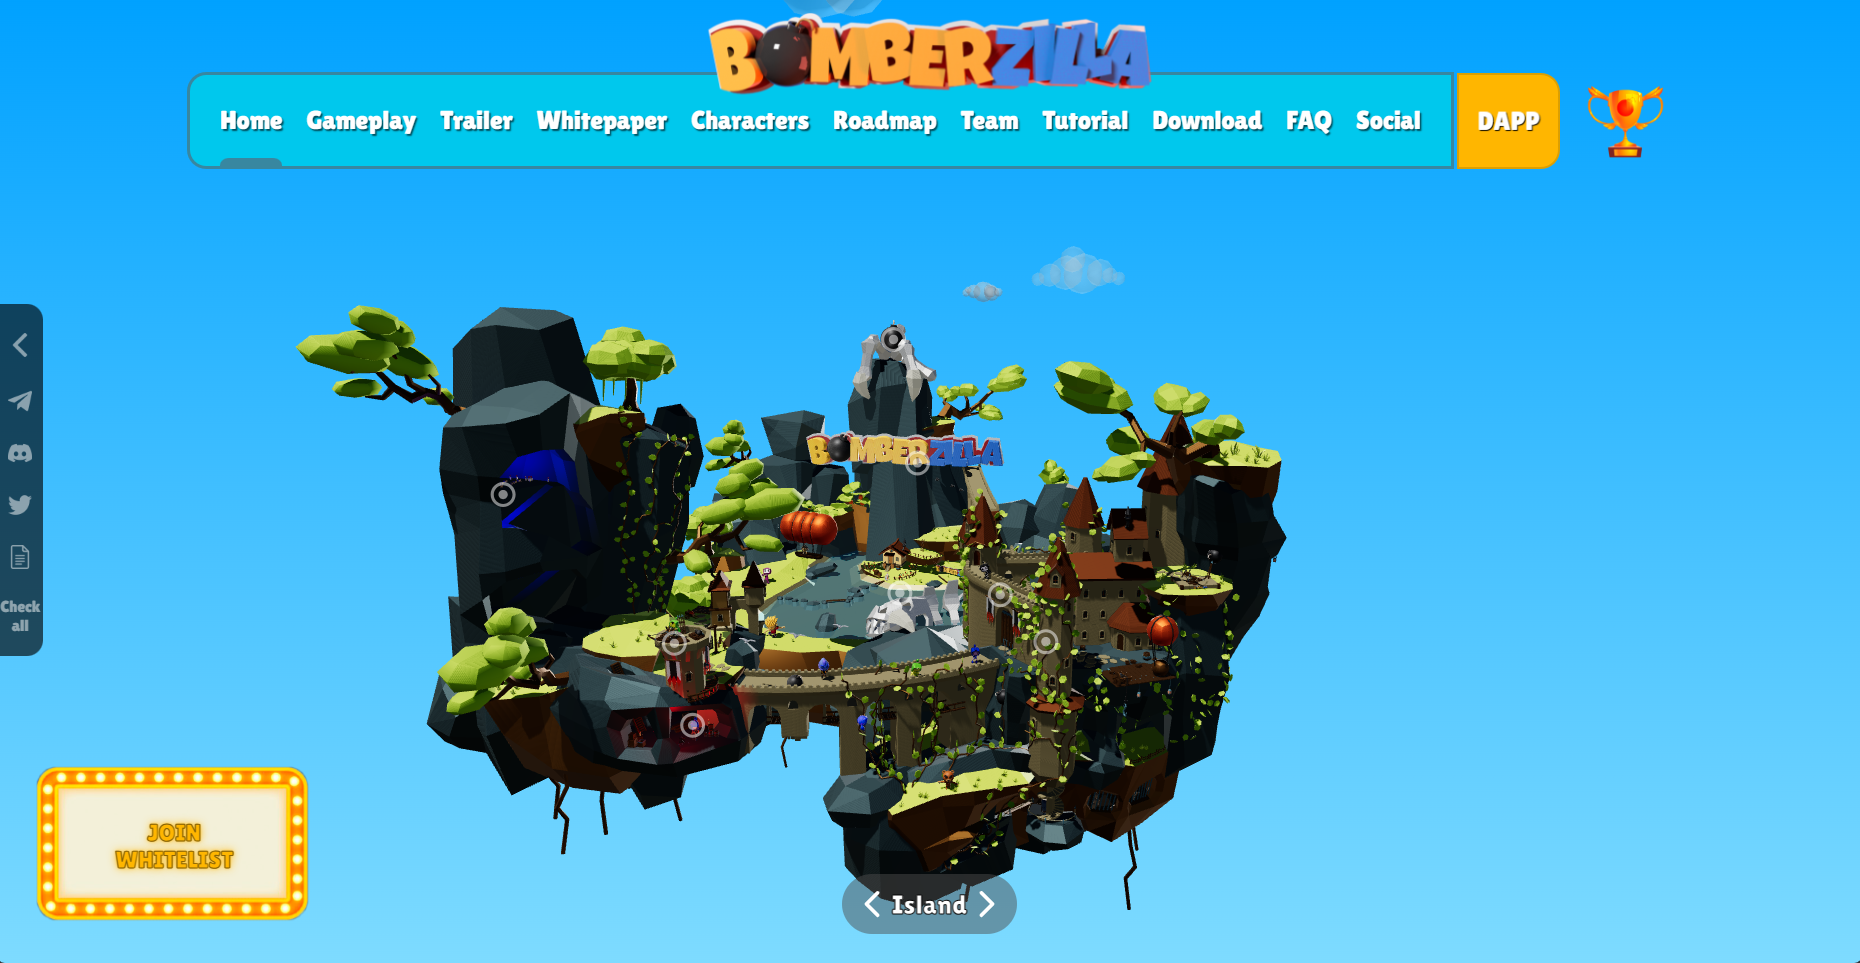 BOMBERZILLA
Home Gameplay Trailer Whitepaper Characters Roadmap Team Tutorial Download FAQ Social DAPP
BOMBERZILLA
Check
all
JOIN
WHITELIST
Island